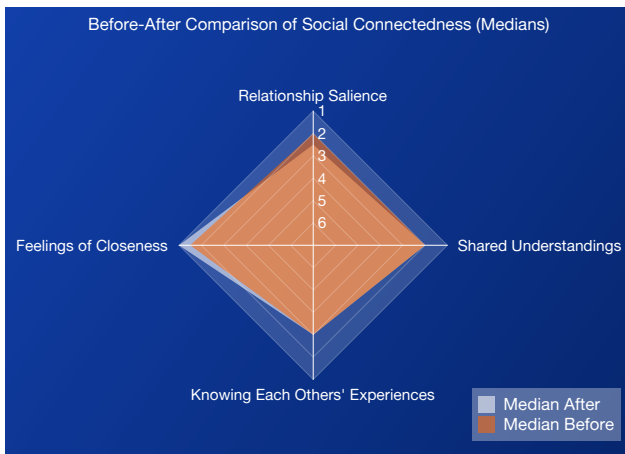 Before-After Comparison of Social Connectedness (Medians)
Relationship Salience
1
2
3
4
5
6
Feelings of Closeness
Shared Understandings
Knowing Each Others' Experiences
Median After
Median Before